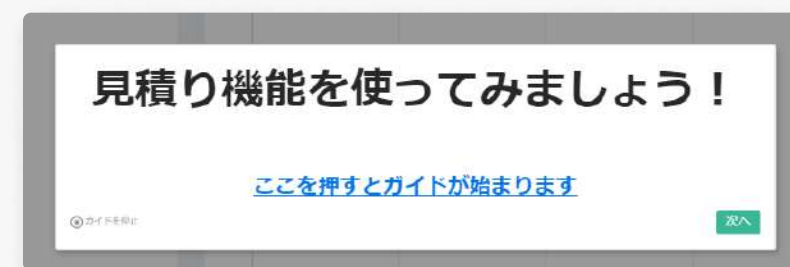 見積り機能を使ってみましょう！
ここを押すとガイドが始まります
ガイドを停止
次へ